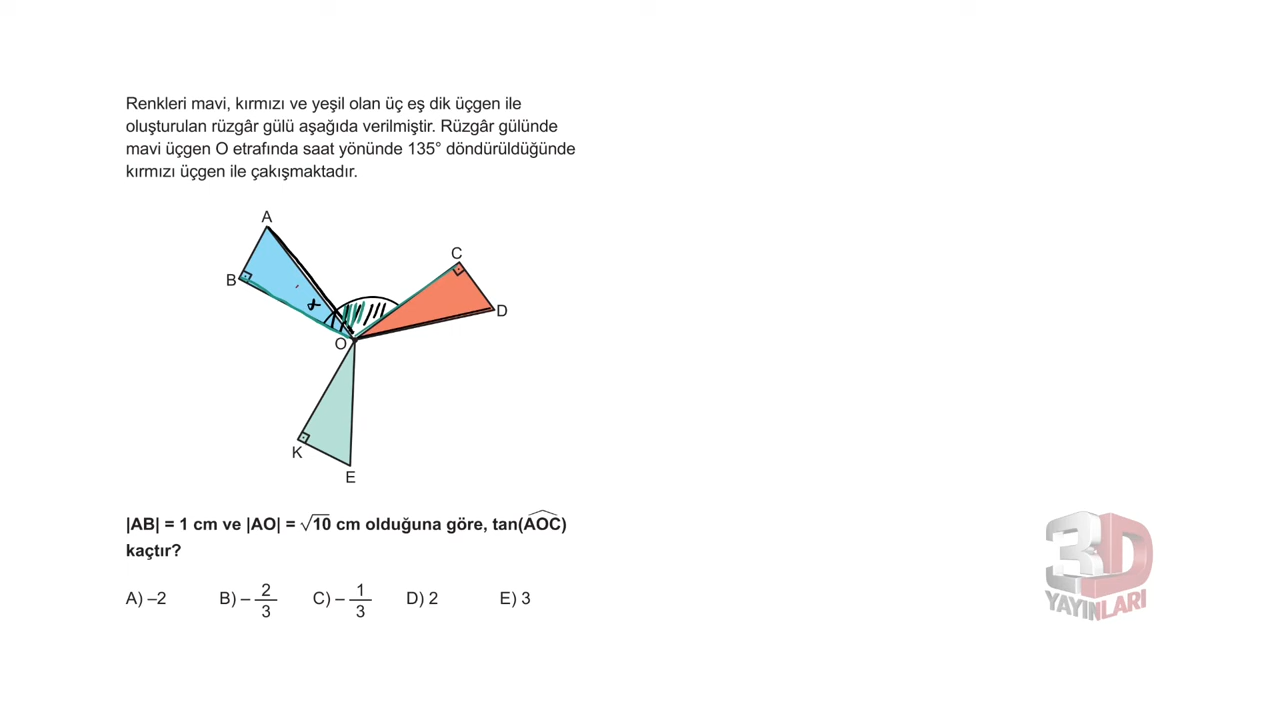 Renkleri mavi, kırmızı ve yeşil olan üç eş dik üçgen ile
oluşturulan rüzgâr gülü aşağıda verilmiştir. Rüzgâr gülünde
mavi üçgen O etrafında saat yönünde 135° döndürüldüğünde
kırmızı üçgen ile çakışmaktadır.
A
B
C
D
α
O
K
E
|AB| = 1 cm ve |AO| = √10 cm olduğuna göre, tan(AOC)
kaçtır?
A) –2 B) – 2/3 C) – 1/3 D) 2 E) 3
3D
YAYINLARI